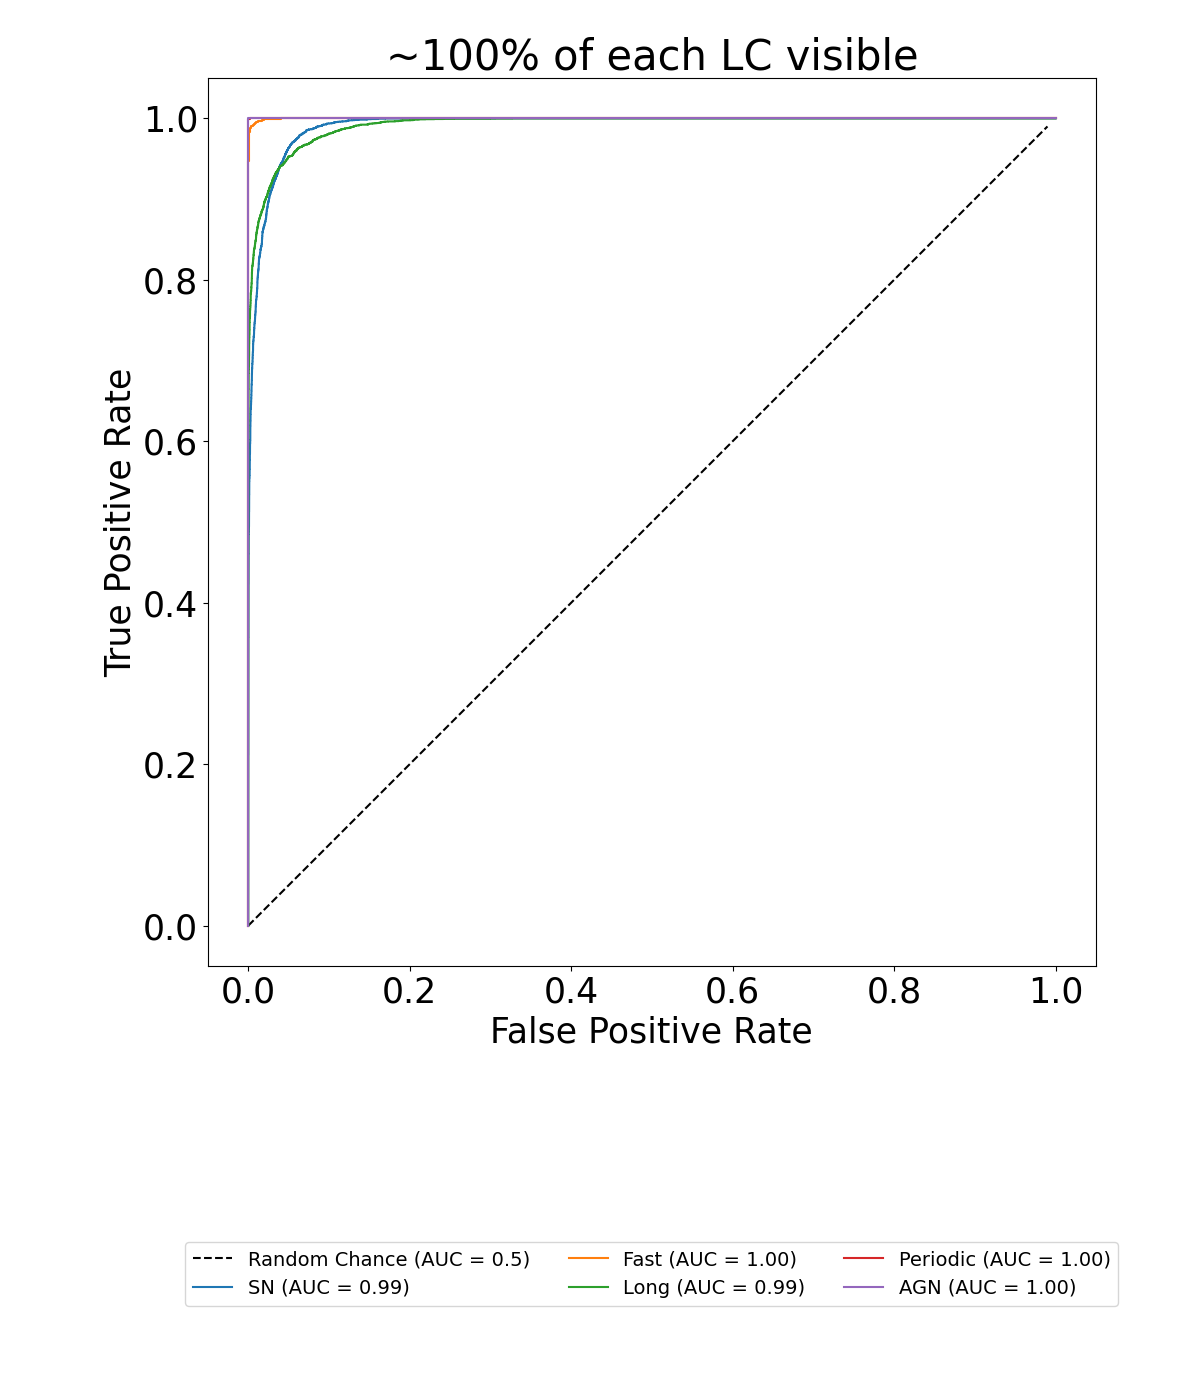 ~100% of each LC visible
1.0
0.8
0.6
0.4
0.2
0.0
True Positive Rate
0.0 0.2 0.4 0.6 0.8 1.0
False Positive Rate
Random Chance (AUC = 0.5) Fast (AUC = 1.00) Periodic (AUC = 1.00)
SN (AUC = 0.99) Long (AUC = 0.99) AGN (AUC = 1.00)